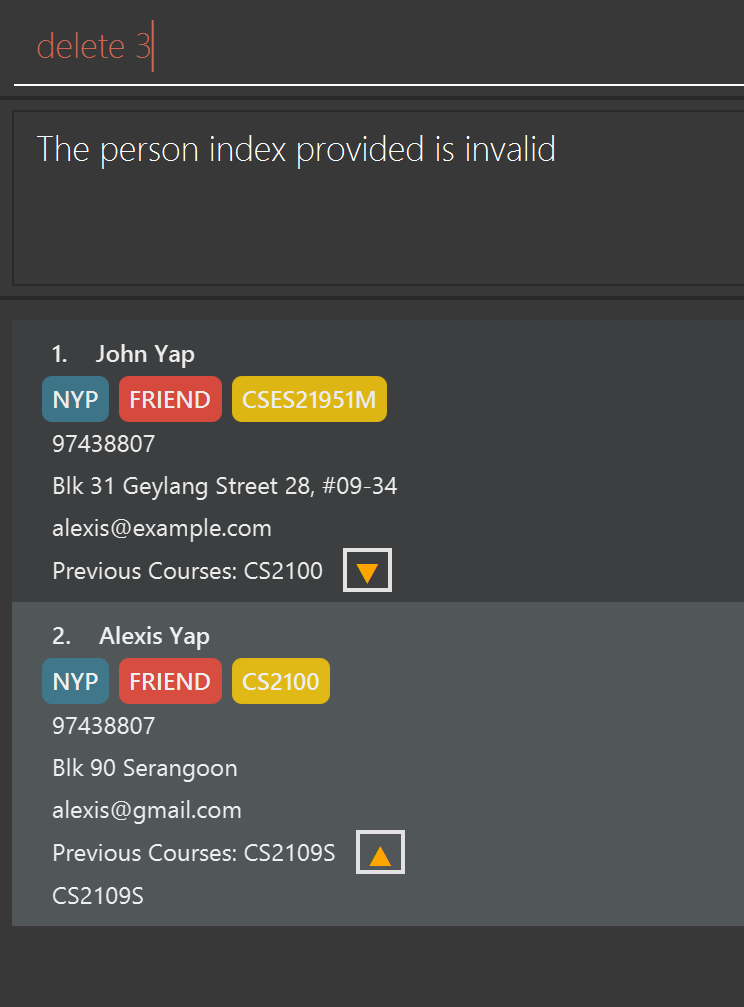 delete 3
The person index provided is invalid
1. John Yap
NYP FRIEND CSES21951M
97438807
Blk 31 Geylang Street 28, #09-34
alexis@example.com
Previous Courses: CS2100 ▼
2. Alexis Yap
NYP FRIEND CS2100
97438807
Blk 90 Serangoon
alexis@gmail.com
Previous Courses: CS2109S ▲
CS2109S